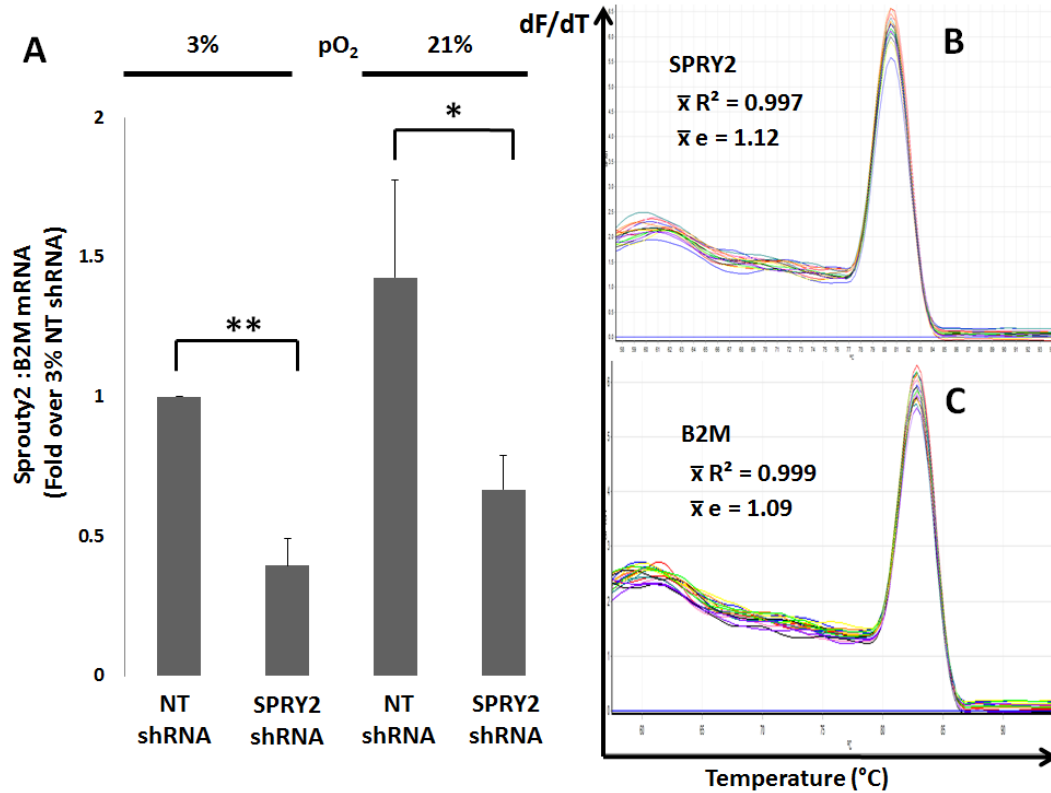 A
3% pO₂ 21%
Sprouty2 :B2M mRNA
(Fold over 3% NT shRNA)
2
1.5
1
0.5
0
**
*
NT
shRNA
SPRY2
shRNA
NT
shRNA
SPRY2
shRNA
dF/dT
B
SPRY2
x̅ R² = 0.997
x̅ e = 1.12
C
B2M
x̅ R² = 0.999
x̅ e = 1.09
Temperature (°C)